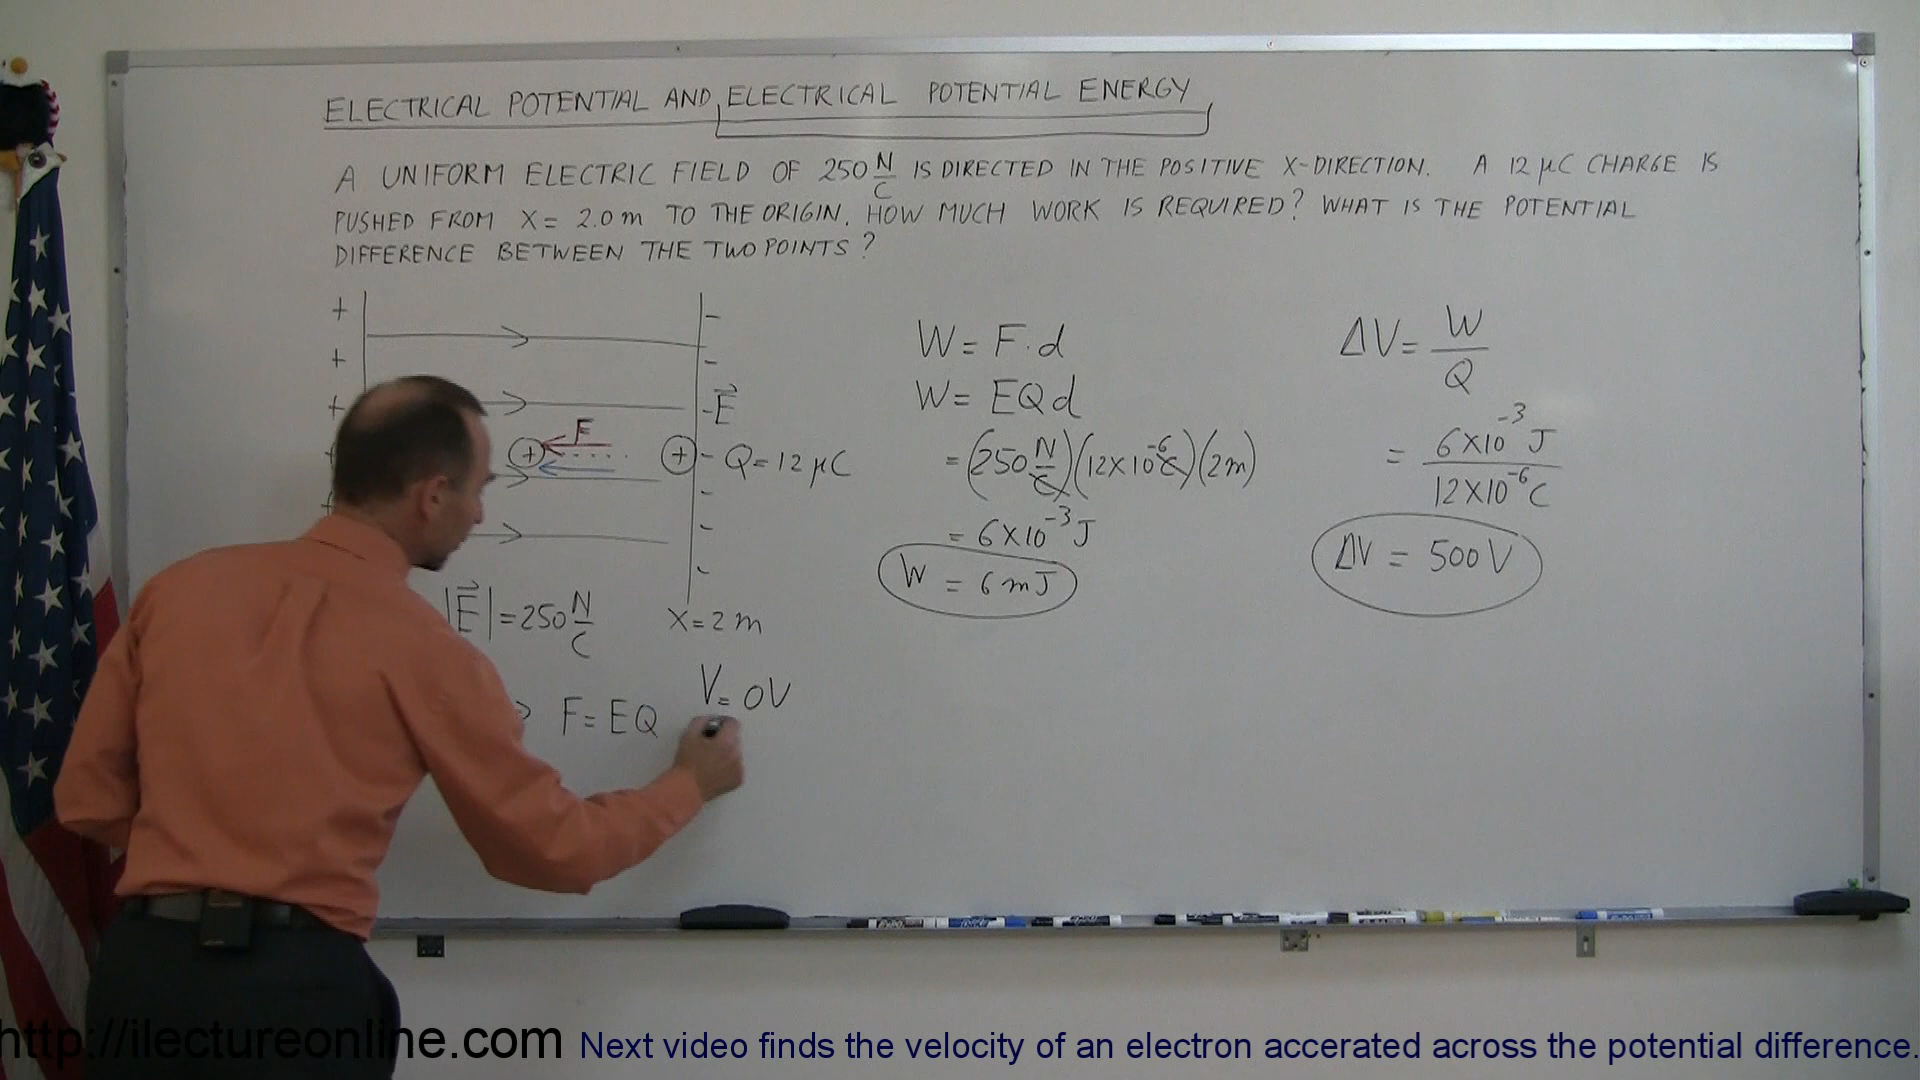 ELECTRICAL POTENTIAL AND ELECTRICAL POTENTIAL ENERGY
A UNIFORM ELECTRIC FIELD OF 250 N/C IS DIRECTED IN THE POSITIVE X-DIRECTION. A 12 μC CHARGE IS
PUSHED FROM X = 2.0 m TO THE ORIGIN. HOW MUCH WORK IS REQUIRED? WHAT IS THE POTENTIAL
DIFFERENCE BETWEEN THE TWO POINTS?
+ -
+ -
+ - E⃗
F
+ + - Q = 12 μC
-
-
-
|E⃗| = 250 N/C
X = 2 m
F = EQ
V = 0V
W = F·d
W = EQd
= (250 N/C)(12×10⁻⁶C)(2m)
= 6×10⁻³ J
W = 6 mJ
ΔV = W/Q
= 6×10⁻³ J / 12×10⁻⁶ C
ΔV = 500 V
http://ilectureonline.com Next video finds the velocity of an electron accerated across the potential difference.